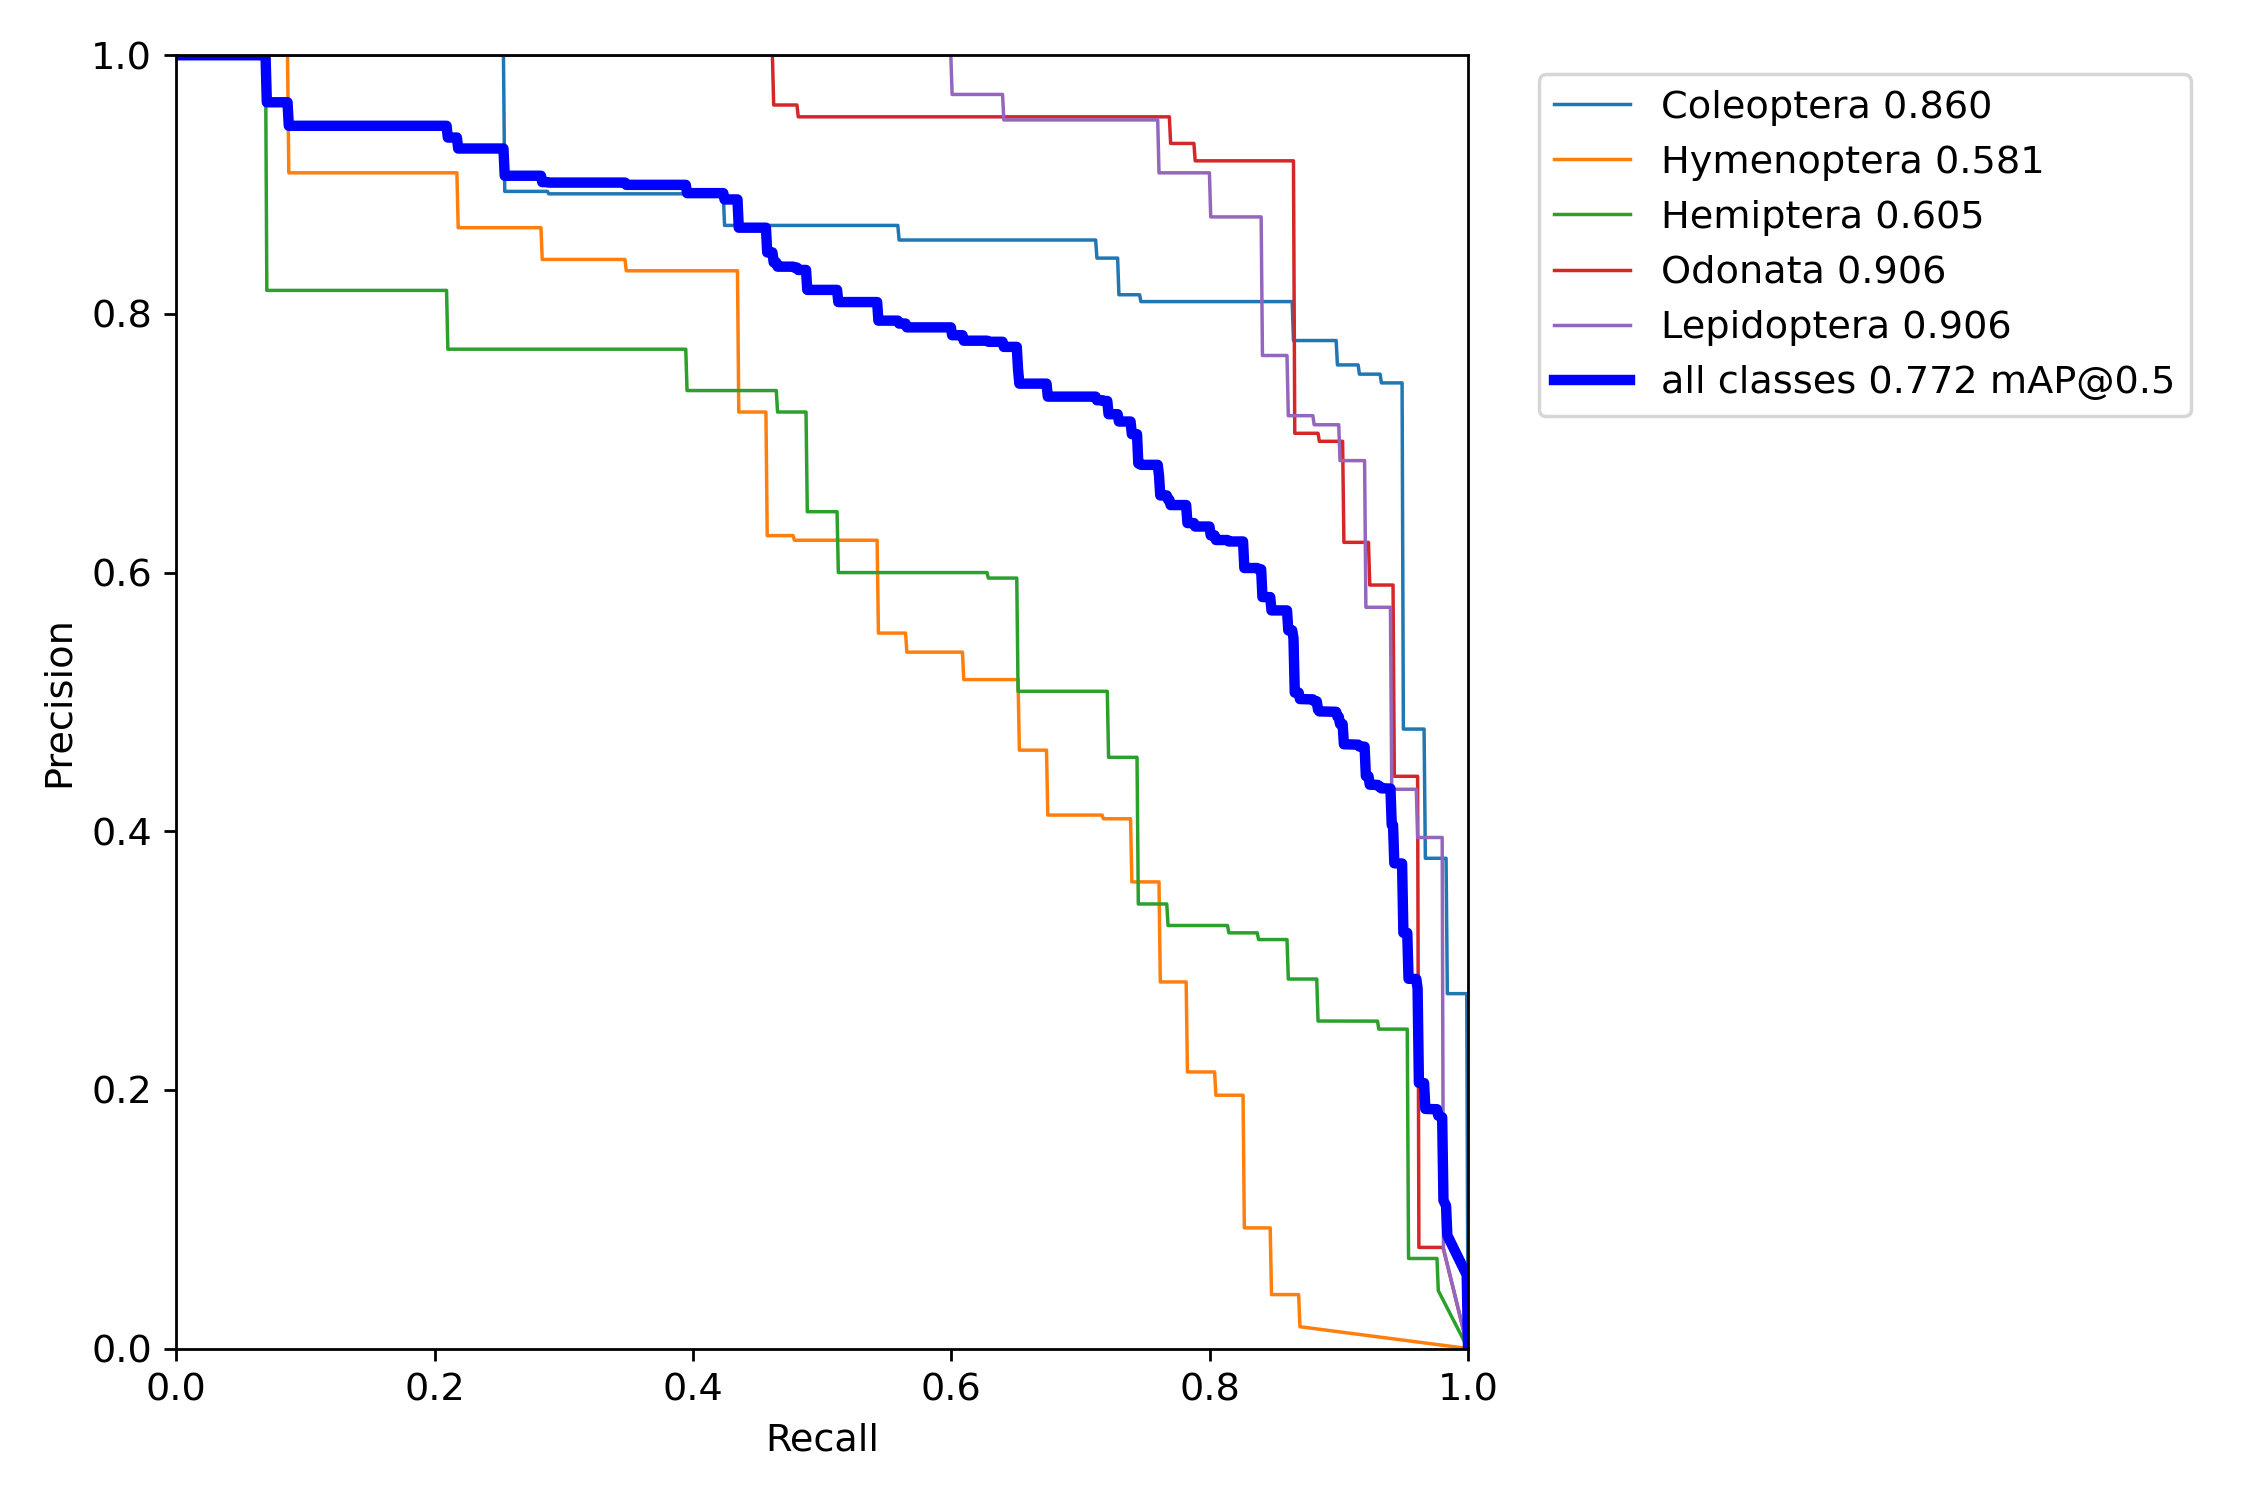 1.0
0.8
0.6
0.4
0.2
0.0
Precision
0.0 0.2 0.4 0.6 0.8 1.0
Recall
Coleoptera 0.860
Hymenoptera 0.581
Hemiptera 0.605
Odonata 0.906
Lepidoptera 0.906
all classes 0.772 mAP@0.5